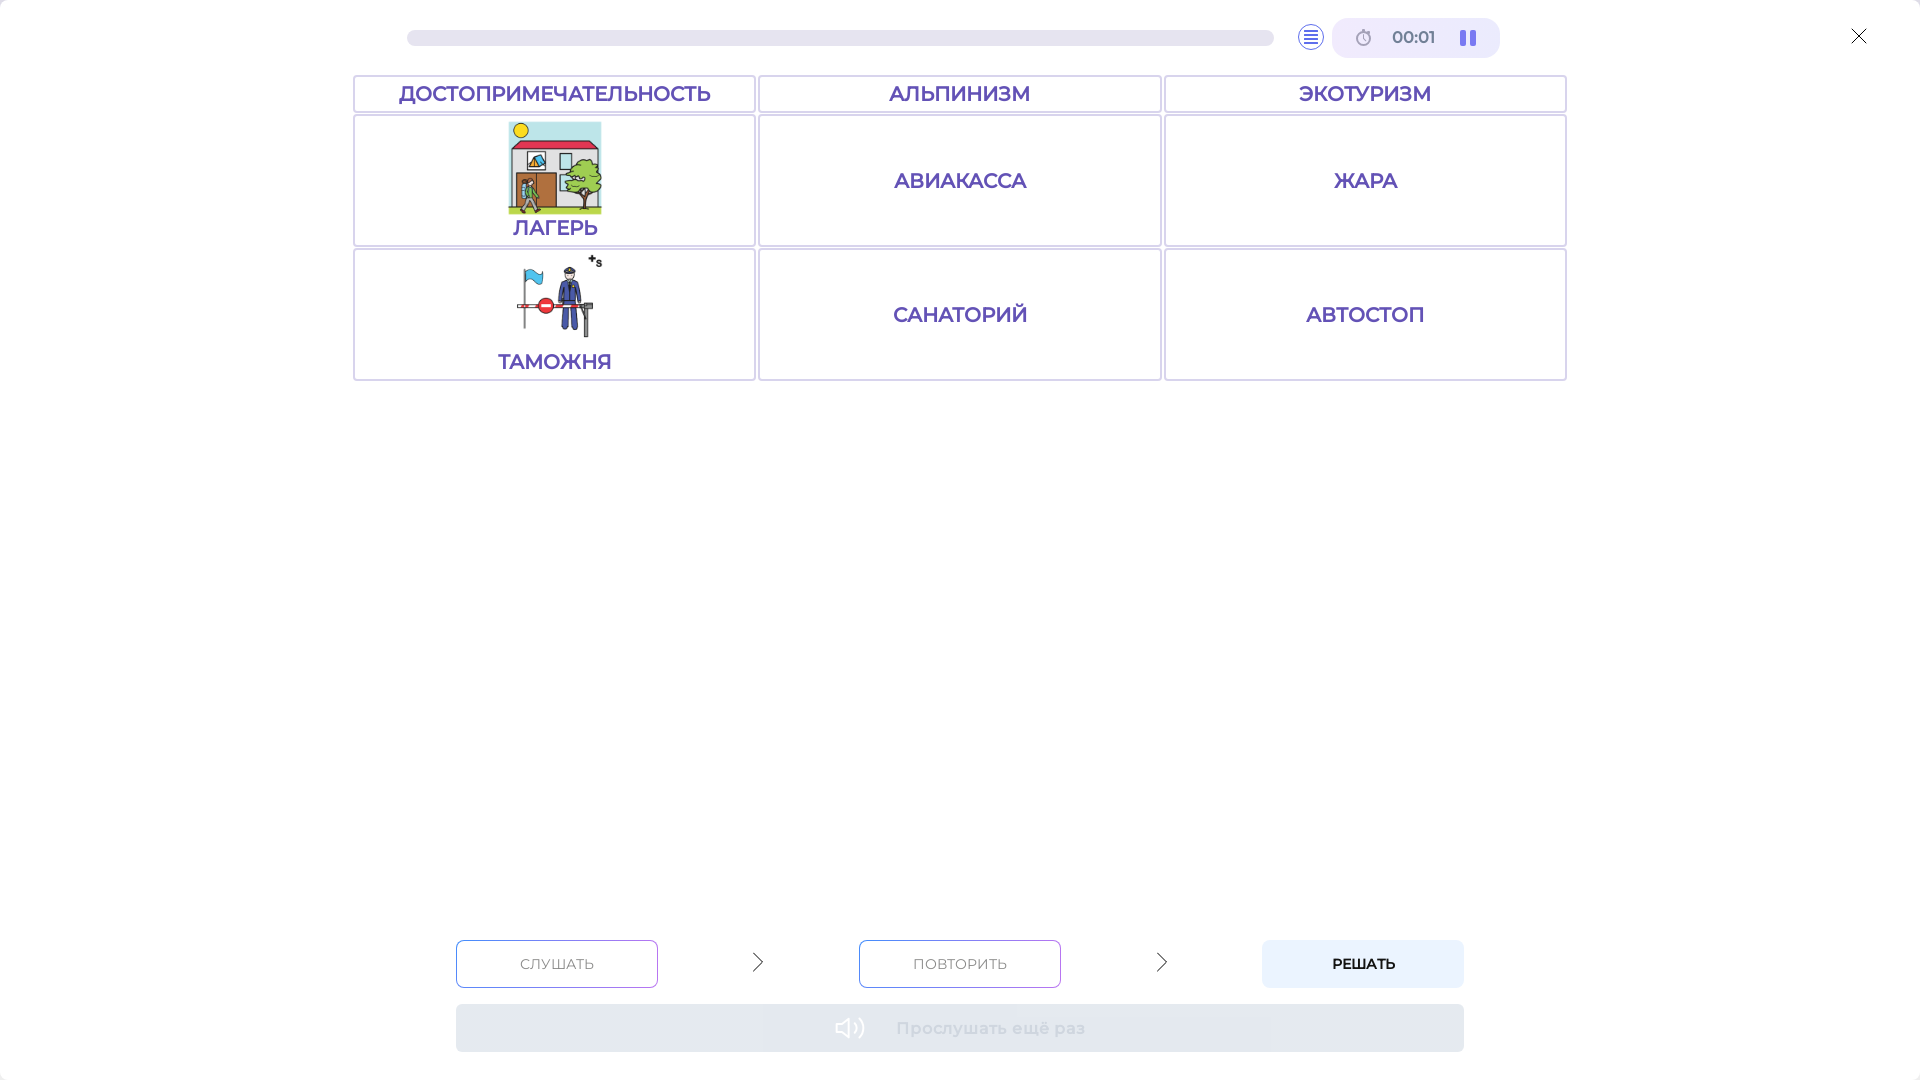 00:01
ДОСТОПРИМЕЧАТЕЛЬНОСТЬ
АЛЬПИНИЗМ
ЭКОТУРИЗМ
ЛАГЕРЬ
АВИАКАССА
ЖАРА
+s
ТАМОЖНЯ
САНАТОРИЙ
АВТОСТОП
СЛУШАТЬ
ПОВТОРИТЬ
РЕШАТЬ
Прослушать ещё раз